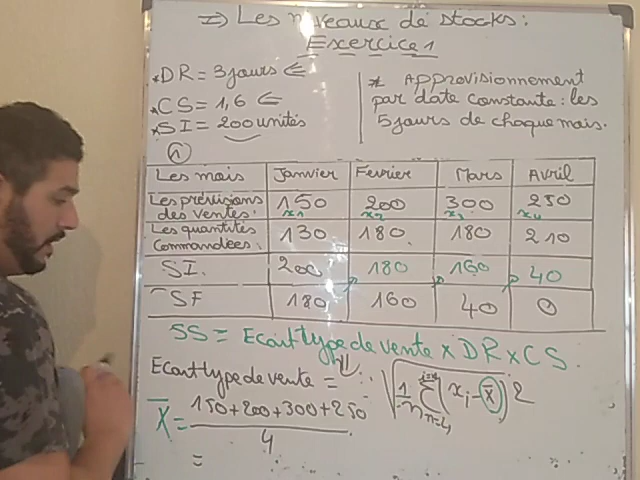 I) Les niveaux de stocks:
Exercice 1
* DR = 3 jours ⇐
* CS = 1,6 ⇐
* SI = 200 unités
* Approvisionnement
par date constante: les
5 jours de chaque mois.
Les mois Janvier Fevrier Mars Avril
Les prévisions des ventes: 150 200 300 250
x1 x2 x3 x4
Les quantités Commandées: 130 180 180 210
SI. 200 180 160 40
SF 180 160 40 0
SS = Ecart type de vente x DR x CS.
Ecart type de vente = √ 1/n Σ (xi - x̄) 2
n=4
X̄ = 150+200+300+250
4
=